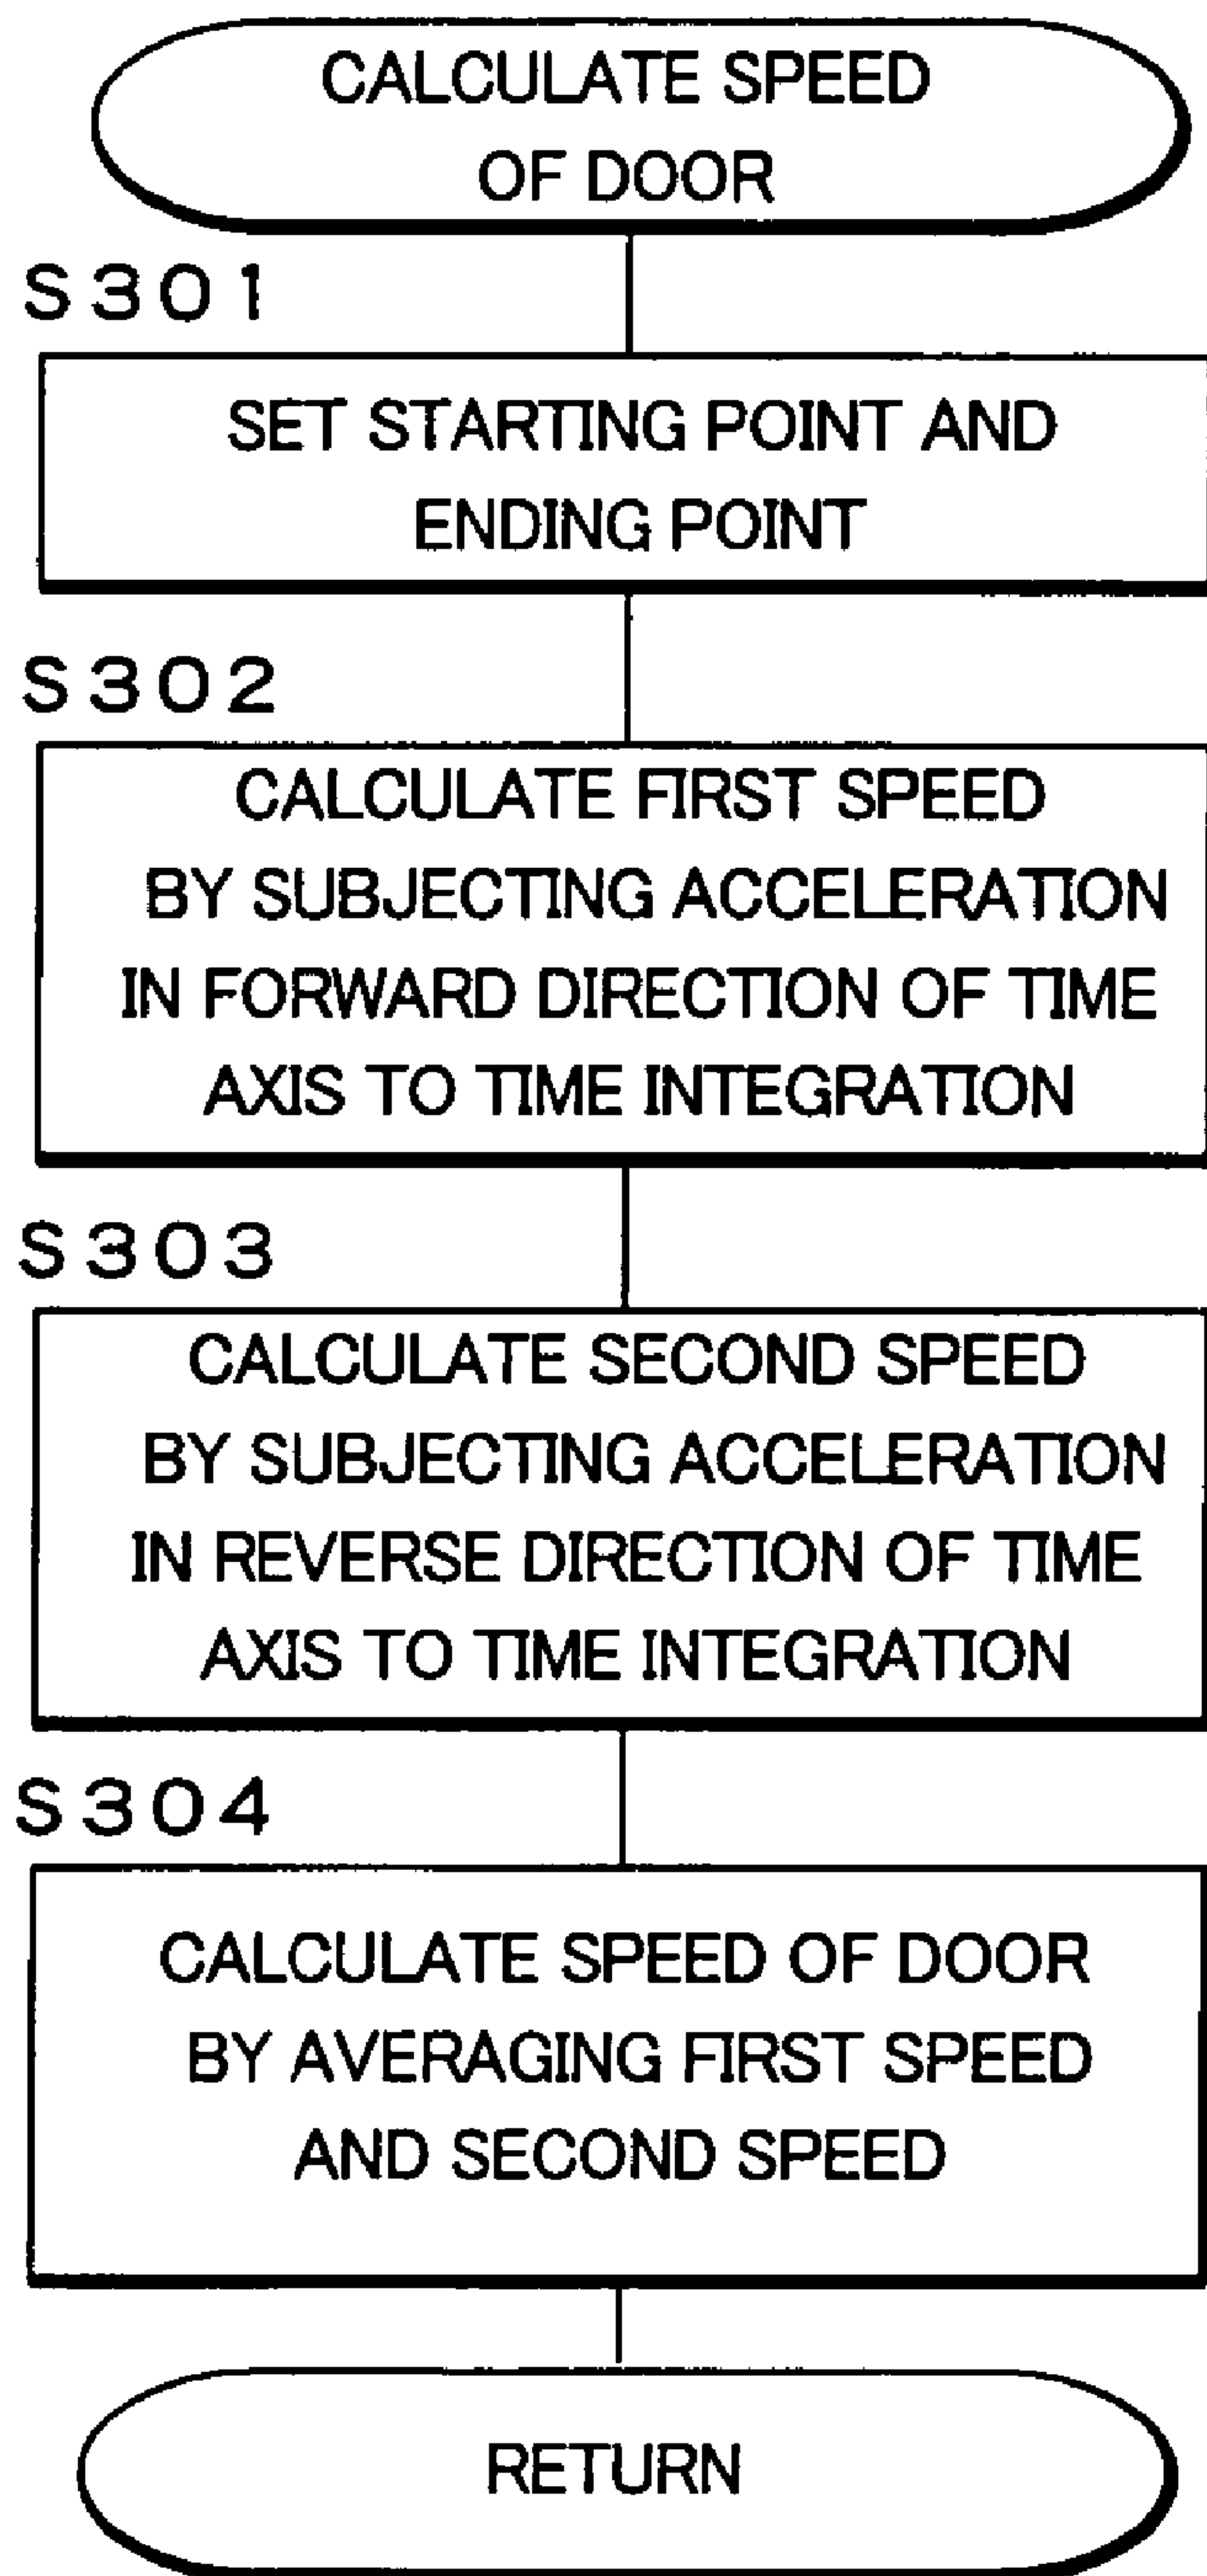 CALCULATE SPEED
OF DOOR
S301
SET STARTING POINT AND
ENDING POINT
S302
CALCULATE FIRST SPEED
BY SUBJECTING ACCELERATION
IN FORWARD DIRECTION OF TIME
AXIS TO TIME INTEGRATION
S303
CALCULATE SECOND SPEED
BY SUBJECTING ACCELERATION
IN REVERSE DIRECTION OF TIME
AXIS TO TIME INTEGRATION
S304
CALCULATE SPEED OF DOOR
BY AVERAGING FIRST SPEED
AND SECOND SPEED
RETURN